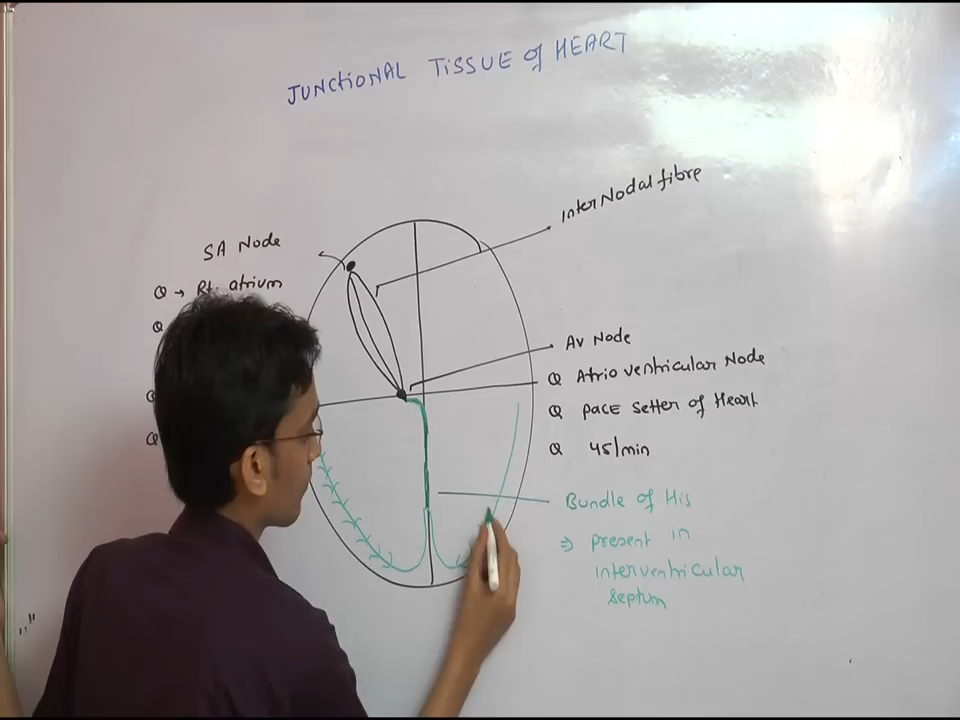 JUNCTIONAL TISSUE of HEART
InterNodal fibre
SA Node
Q → Rt. atrium
Q
Q
Q
AV Node
Q Atrio ventricular Node
Q PACE Setter of Heart
Q 45/min
Bundle of His
⇒ present in
interventricular
Septum